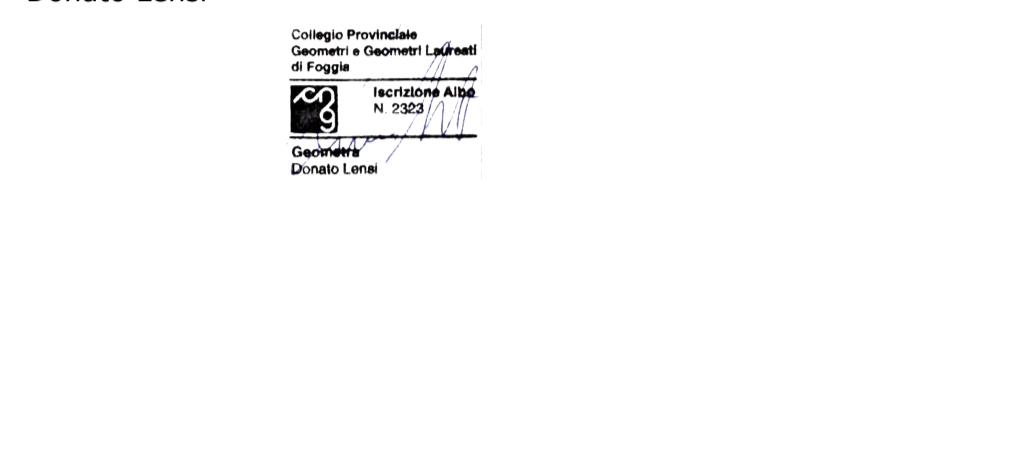 Donato Lensi
Collegio Provinciale
Geometri e Geometri Laureati
di Foggia
Iscrizione Albo
N. 2323
Geometra
Donato Lensi